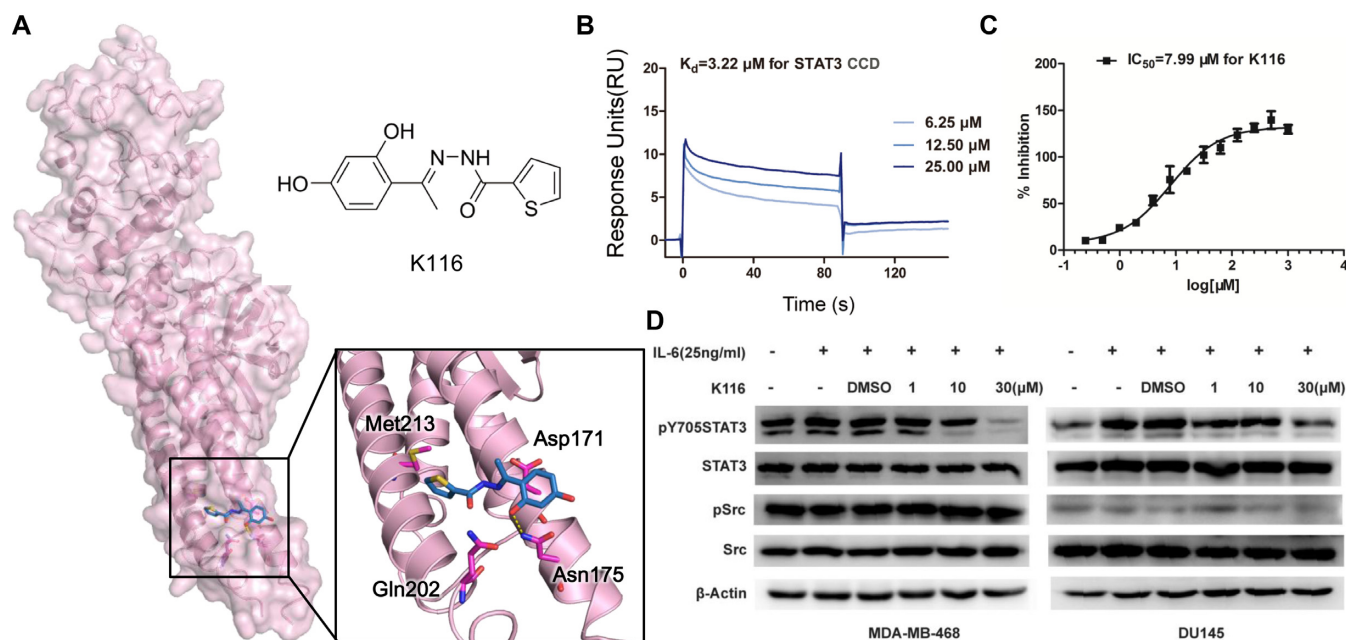 A
OH
HO
N
NH
O
S
K116
Met213
Asp171
Gln202
Asn175
B
K_d=3.22 µM for STAT3 CCD
Response Units(RU)
20
15
10
5
0
0 40 80 120
Time (s)
6.25 µM
12.50 µM
25.00 µM
C
IC50=7.99 µM for K116
% Inhibition
200
150
100
50
0
-1 0 1 2 3 4
log[µM]
D
IL-6(25ng/ml) - + + + + + - + + + + +
K116 - - DMSO 1 10 30(µM) - - DMSO 1 10 30(µM)
pY705STAT3
STAT3
pSrc
Src
β-Actin
MDA-MB-468 DU145